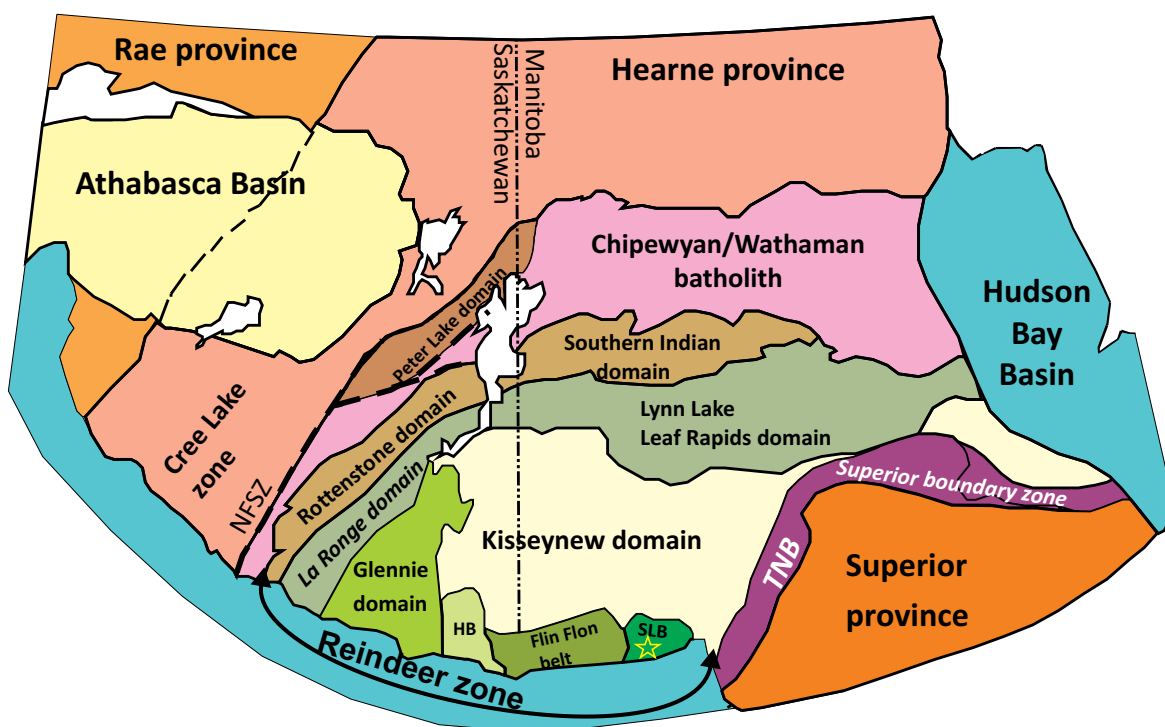 Rae province
Saskatchewan
Manitoba
Hearne province
Athabasca Basin
Chipewyan/Wathaman
batholith
Hudson
Bay
Basin
Peter Lake domain
Southern Indian
domain
Cree Lake
zone
NFSZ
Rottenstone domain
Lynn Lake
Leaf Rapids domain
La Ronge domain
Superior boundary zone
Kisseynew domain
TNB
Glennie
domain
Superior
province
HB
Flin Flon
belt
SLB
Reindeer zone